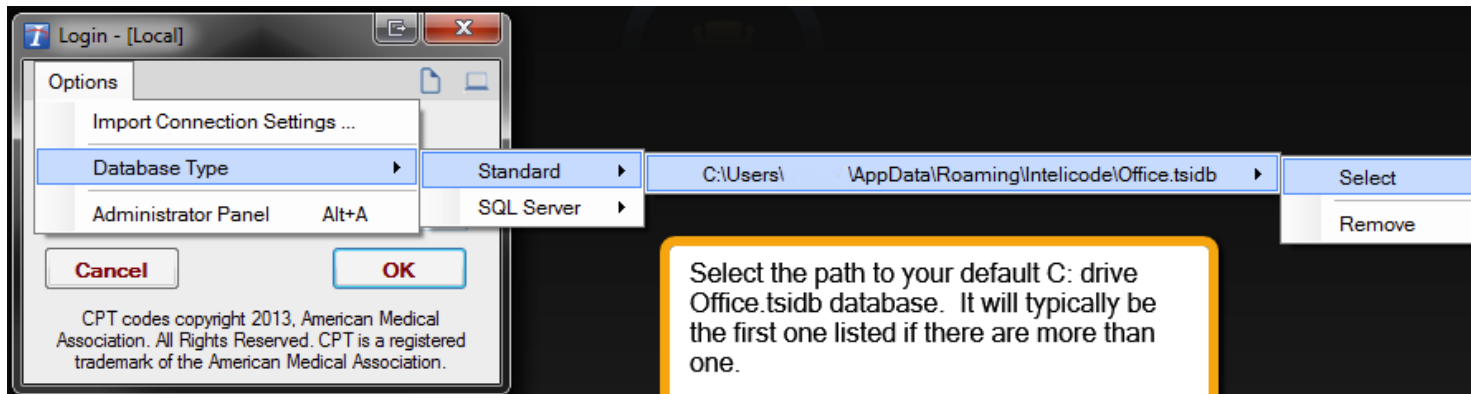 Login - [Local]
Options
Import Connection Settings ...
Database Type
Administrator Panel Alt+A
Standard
SQL Server
C:\Users\ \AppData\Roaming\Intelicode\Office.tsidb
Select
Remove
Cancel
OK
CPT codes copyright 2013, American Medical
Association. All Rights Reserved. CPT is a registered
trademark of the American Medical Association.
Select the path to your default C: drive
Office.tsidb database.  It will typically be
the first one listed if there are more than
one.